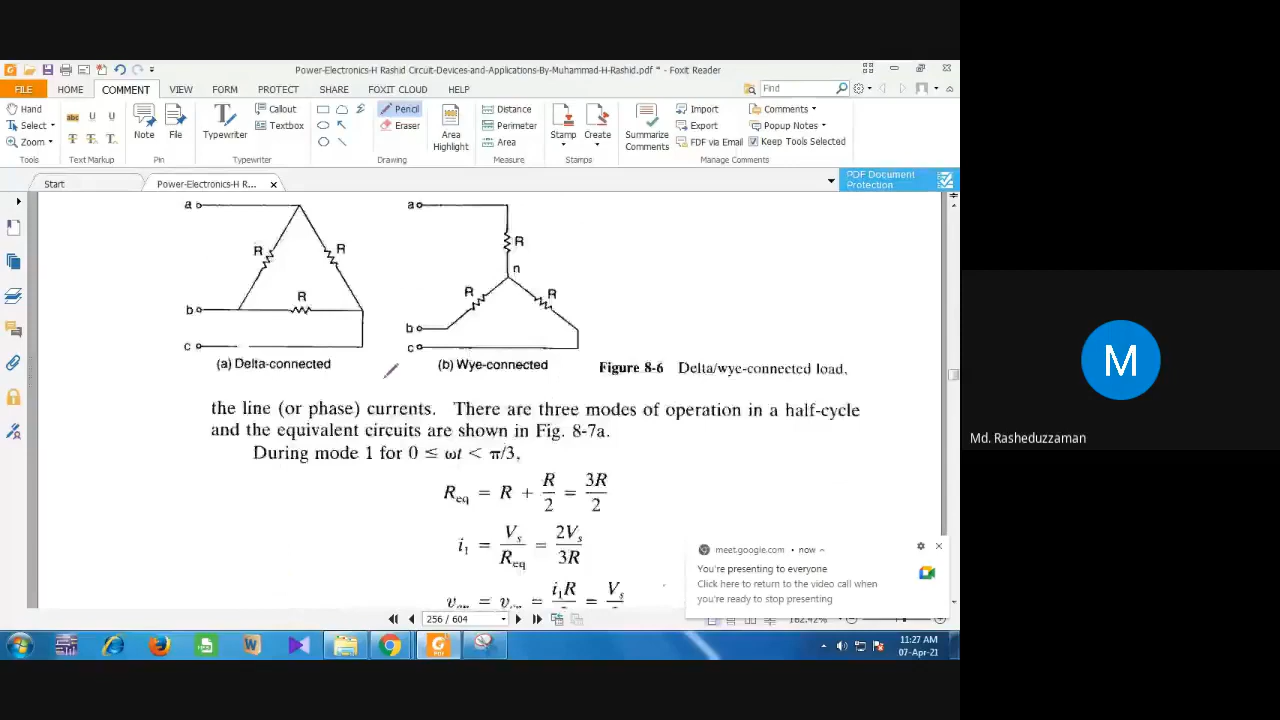 Power-Electronics-H Rashid Circuit-Devices-and-Applications-By-Muhammad-H-Rashid.pdf * - Foxit Reader
FILE HOME COMMENT VIEW FORM PROTECT SHARE FOXIT CLOUD HELP
Find
Hand
Select
Zoom
Tools
Text Markup
Note
File
Pin
Typewriter
Callout
Textbox
Typewriter
Pencil
Eraser
Drawing
Area Highlight
Distance
Perimeter
Area
Measure
Stamp
Create
Stamps
Summarize Comments
Import
Export
FDF via Email
Comments
Popup Notes
Keep Tools Selected
Manage Comments
Start
Power-Electronics-H R...
PDF Document Protection
a
R
R
R
b
c
(a) Delta-connected
a
R
n
R
R
b
c
(b) Wye-connected
Figure 8-6 Delta/wye-connected load.
the line (or phase) currents. There are three modes of operation in a half-cycle
and the equivalent circuits are shown in Fig. 8-7a.
During mode 1 for 0 ≤ ωt < π/3,
R_eq = R + R/2 = 3R/2
i₁ = V_s/R_eq = 2V_s/3R
i₁R
V_s
meet.google.com • now
You're presenting to everyone
Click here to return to the video call when
you're ready to stop presenting
256 / 604
162.42%
11:27 AM
07-Apr-21
M
Md. Rasheduzzaman